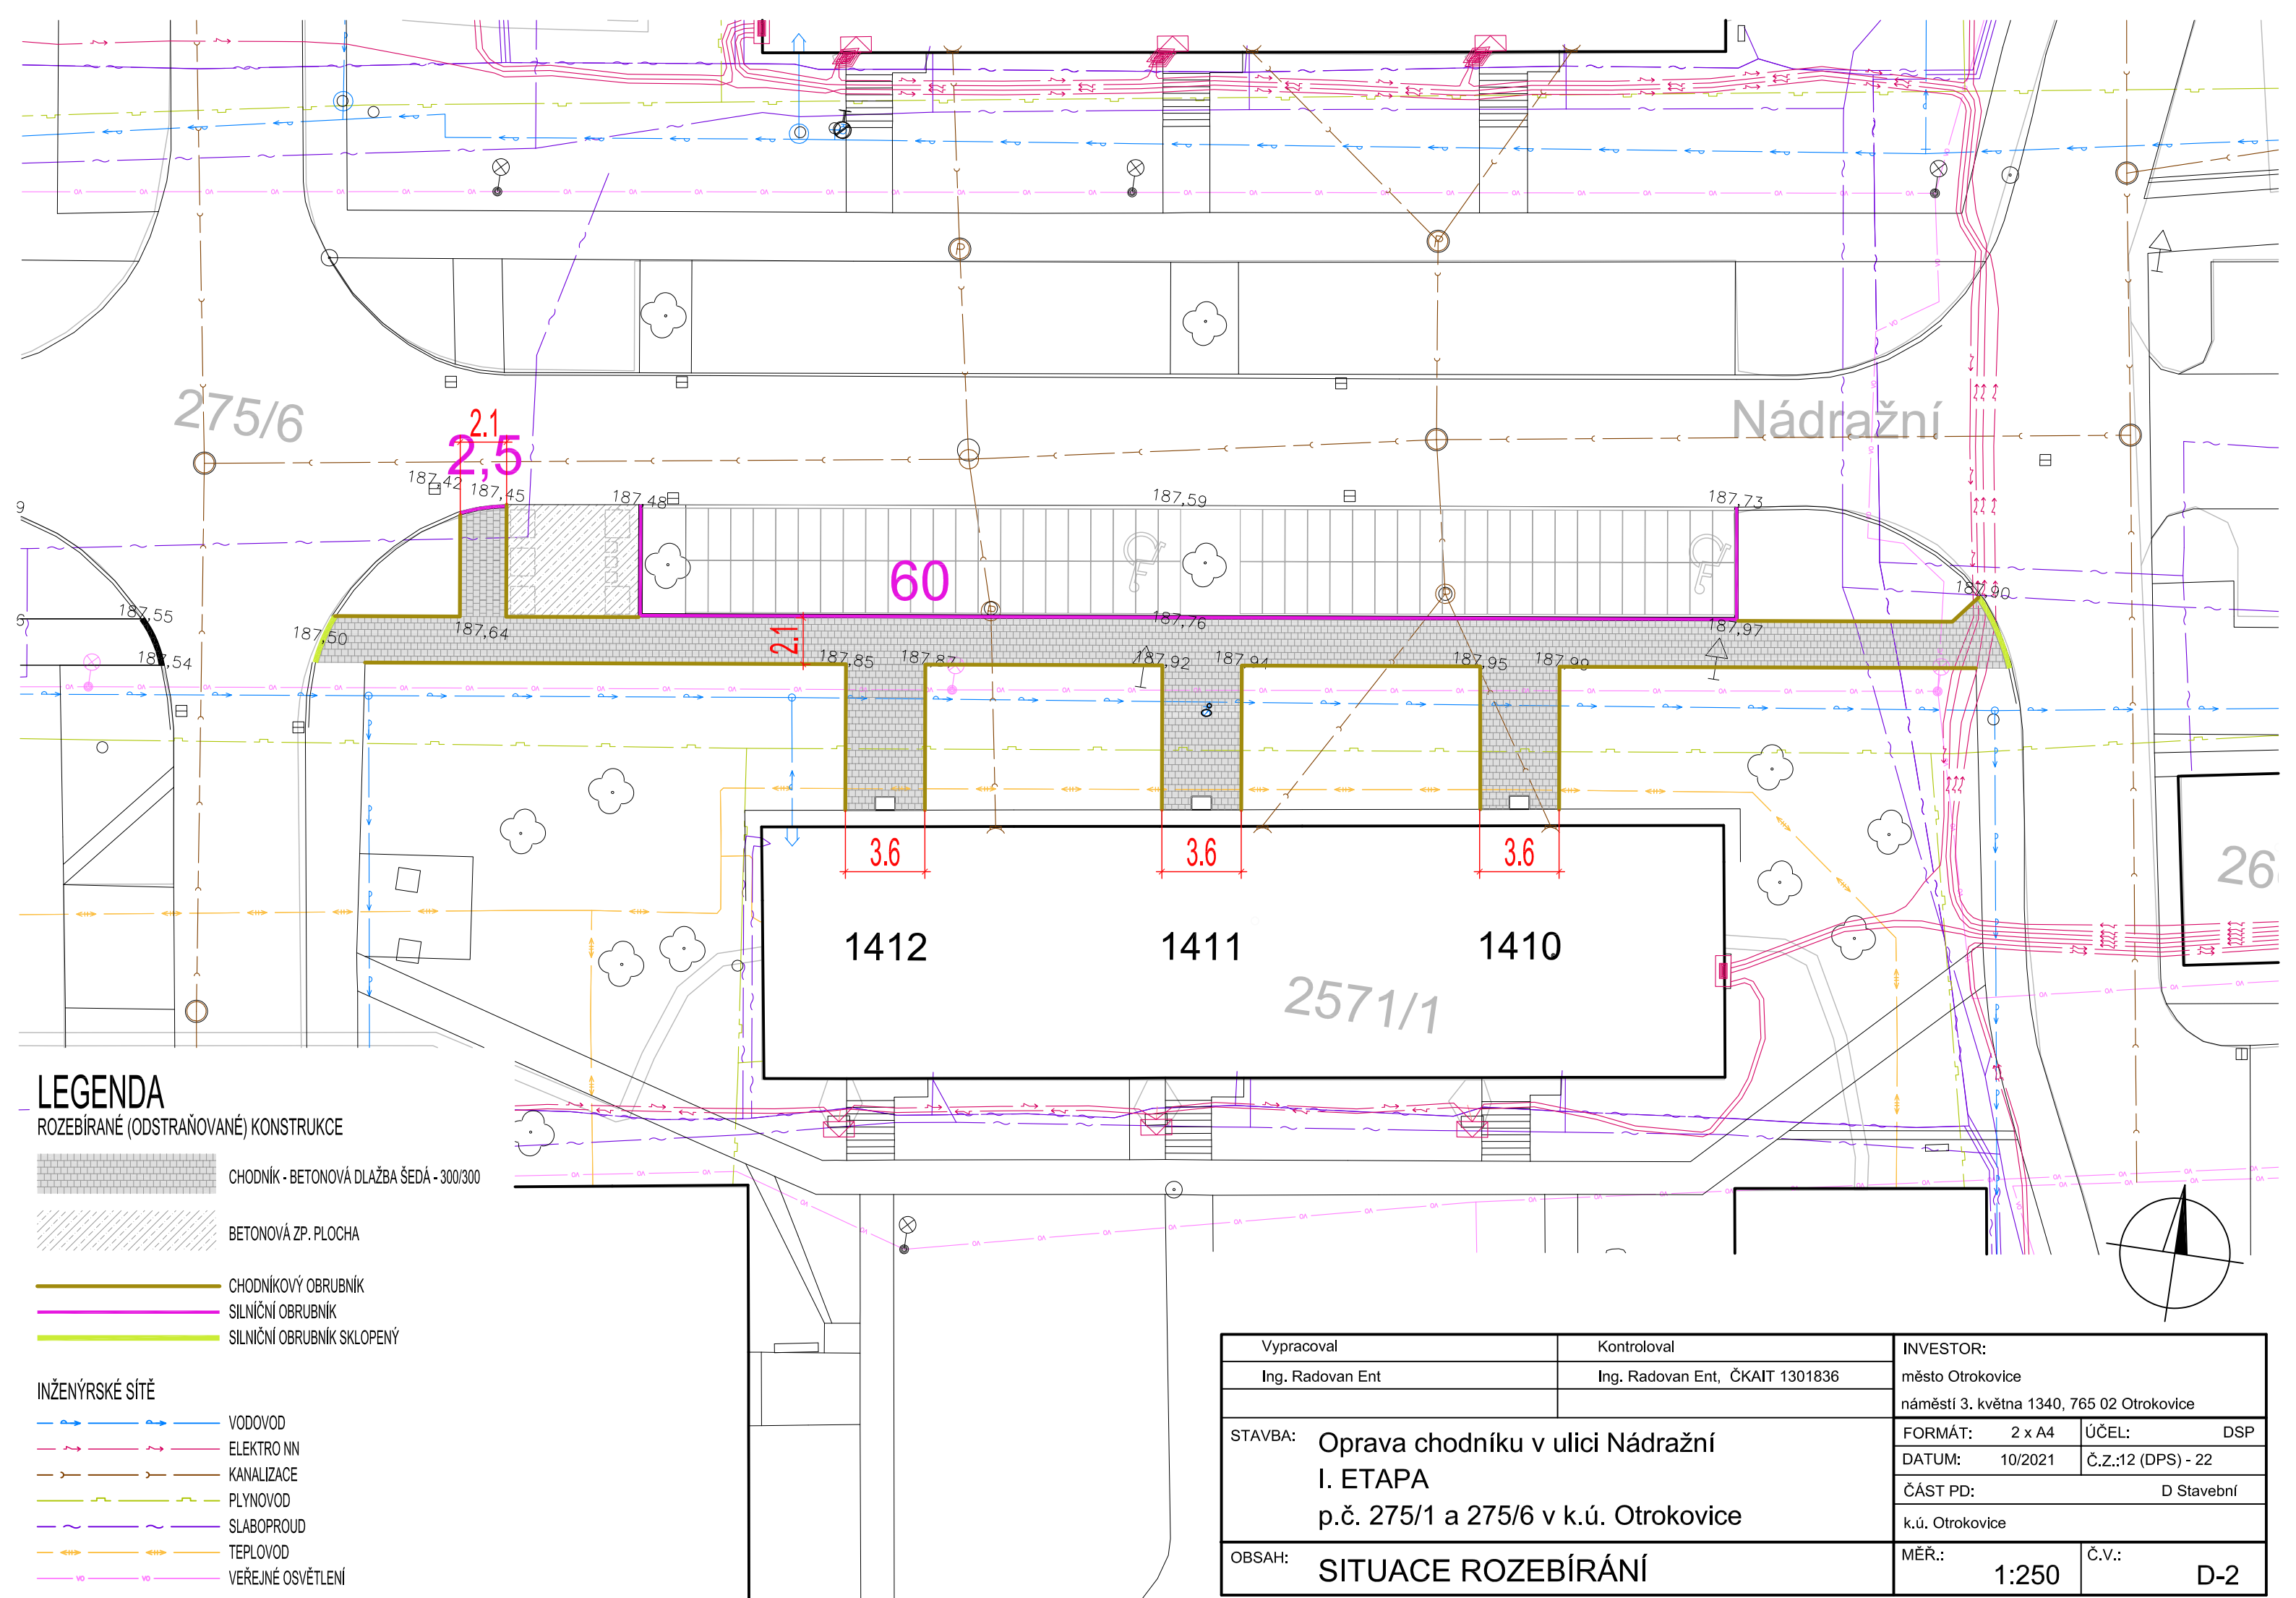 275/6
Nádražní
2.1
2,5
187,42
187,45
187,48
187,59
187,73
60
187,90
187,55
187,50
187,64
2.1
187,76
187,97
187,54
187,85
187,87
187,92
187,94
187,95
187,99
3.6
3.6
3.6
1412
1411
1410
2571/1
LEGENDA
ROZEBÍRANÉ (ODSTRAŇOVANÉ) KONSTRUKCE
CHODNÍK - BETONOVÁ DLAŽBA ŠEDÁ - 300/300
BETONOVÁ ZP. PLOCHA
CHODNÍKOVÝ OBRUBNÍK
SILNÍČNÍ OBRUBNÍK
SILNIČNÍ OBRUBNÍK SKLOPENÝ
INŽENÝRSKÉ SÍTĚ
VODOVOD
ELEKTRO NN
KANALIZACE
PLYNOVOD
SLABOPROUD
TEPLOVOD
VEŘEJNÉ OSVĚTLENÍ
Vypracoval
Kontroloval
INVESTOR:
Ing. Radovan Ent
Ing. Radovan Ent, ČKAIT 1301836
město Otrokovice
náměstí 3. května 1340, 765 02 Otrokovice
STAVBA: Oprava chodníku v ulici Nádražní
I. ETAPA
p.č. 275/1 a 275/6 v k.ú. Otrokovice
FORMÁT: 2 x A4
ÚČEL: DSP
DATUM: 10/2021
Č.Z.:12 (DPS) - 22
ČÁST PD: D Stavební
k.ú. Otrokovice
OBSAH: SITUACE ROZEBÍRÁNÍ
MĚŘ.: 1:250
Č.V.: D-2